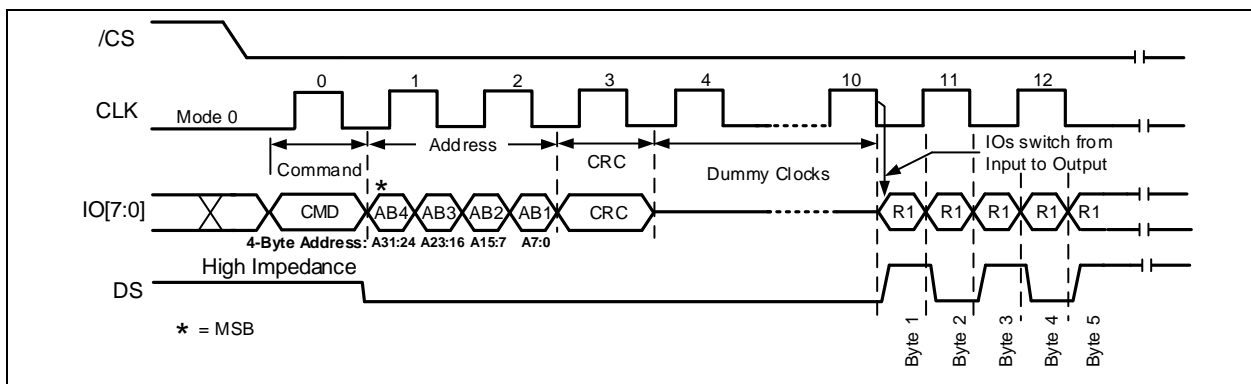 /CS
0 1 2 3 4 10 11 12
CLK
Mode 0
Command
Address
CRC
Dummy Clocks
IOs switch from
Input to Output
IO[7:0]
CMD AB4 AB3 AB2 AB1 CRC R1 R1 R1 R1 R1
*
4-Byte Address: A31:24 A23:16 A15:7 A7:0
High Impedance
DS
* = MSB
Byte 1
Byte 2
Byte 3
Byte 4
Byte 5